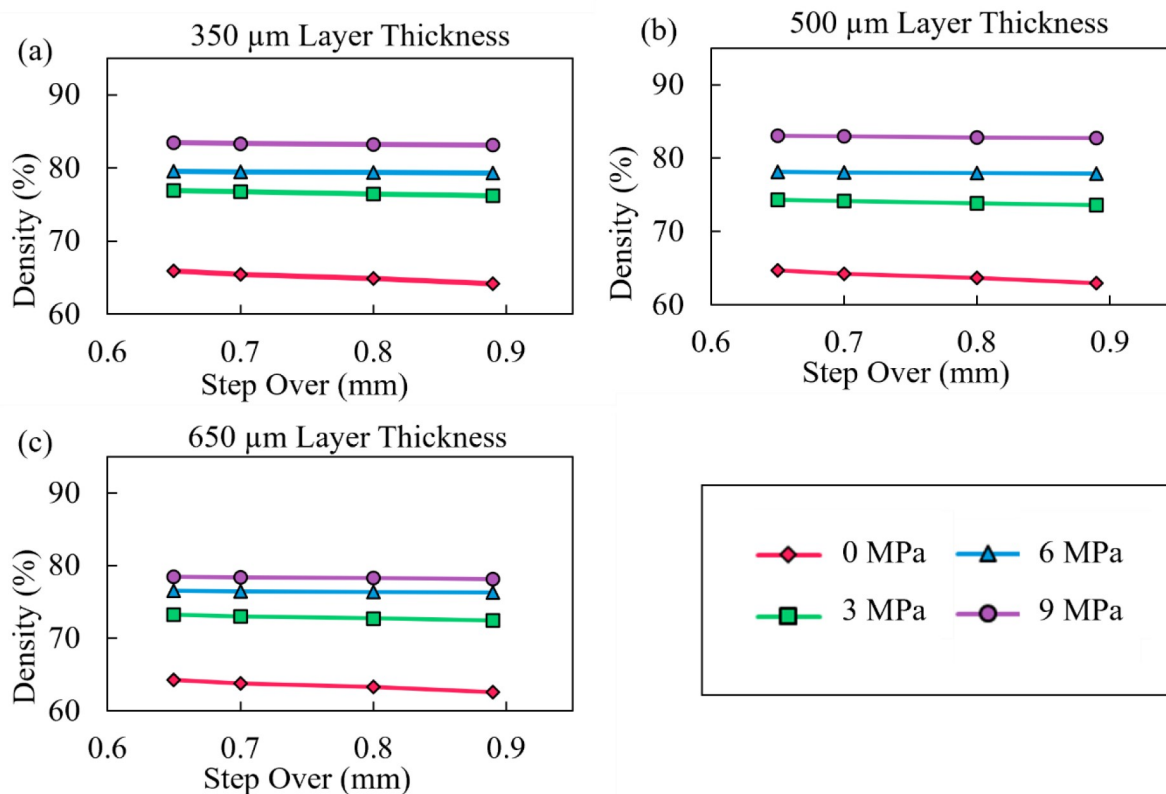 (a)
350 µm Layer Thickness
90
80
70
60
Density (%)
0.6 0.7 0.8 0.9
Step Over (mm)
(b)
500 µm Layer Thickness
90
80
70
60
Density (%)
0.6 0.7 0.8 0.9
Step Over (mm)
(c)
650 µm Layer Thickness
90
80
70
60
Density (%)
0.6 0.7 0.8 0.9
Step Over (mm)
0 MPa 6 MPa
3 MPa 9 MPa